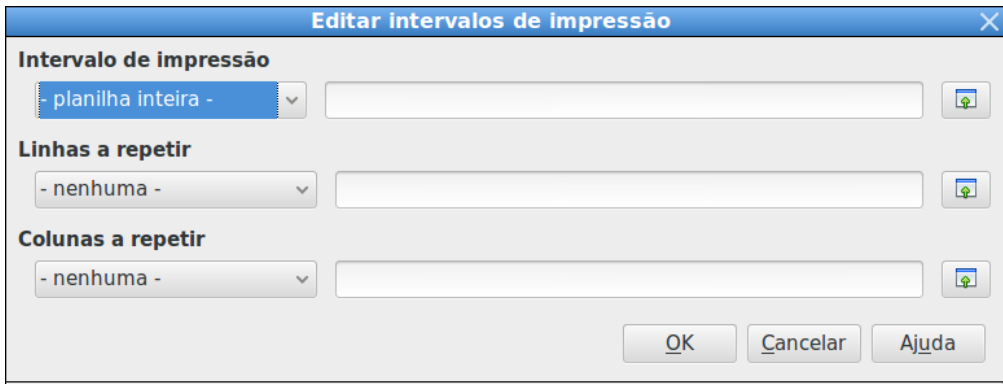 Editar intervalos de impressão
Intervalo de impressão
- planilha inteira -
Linhas a repetir
- nenhuma -
Colunas a repetir
- nenhuma -
OK Cancelar Ajuda